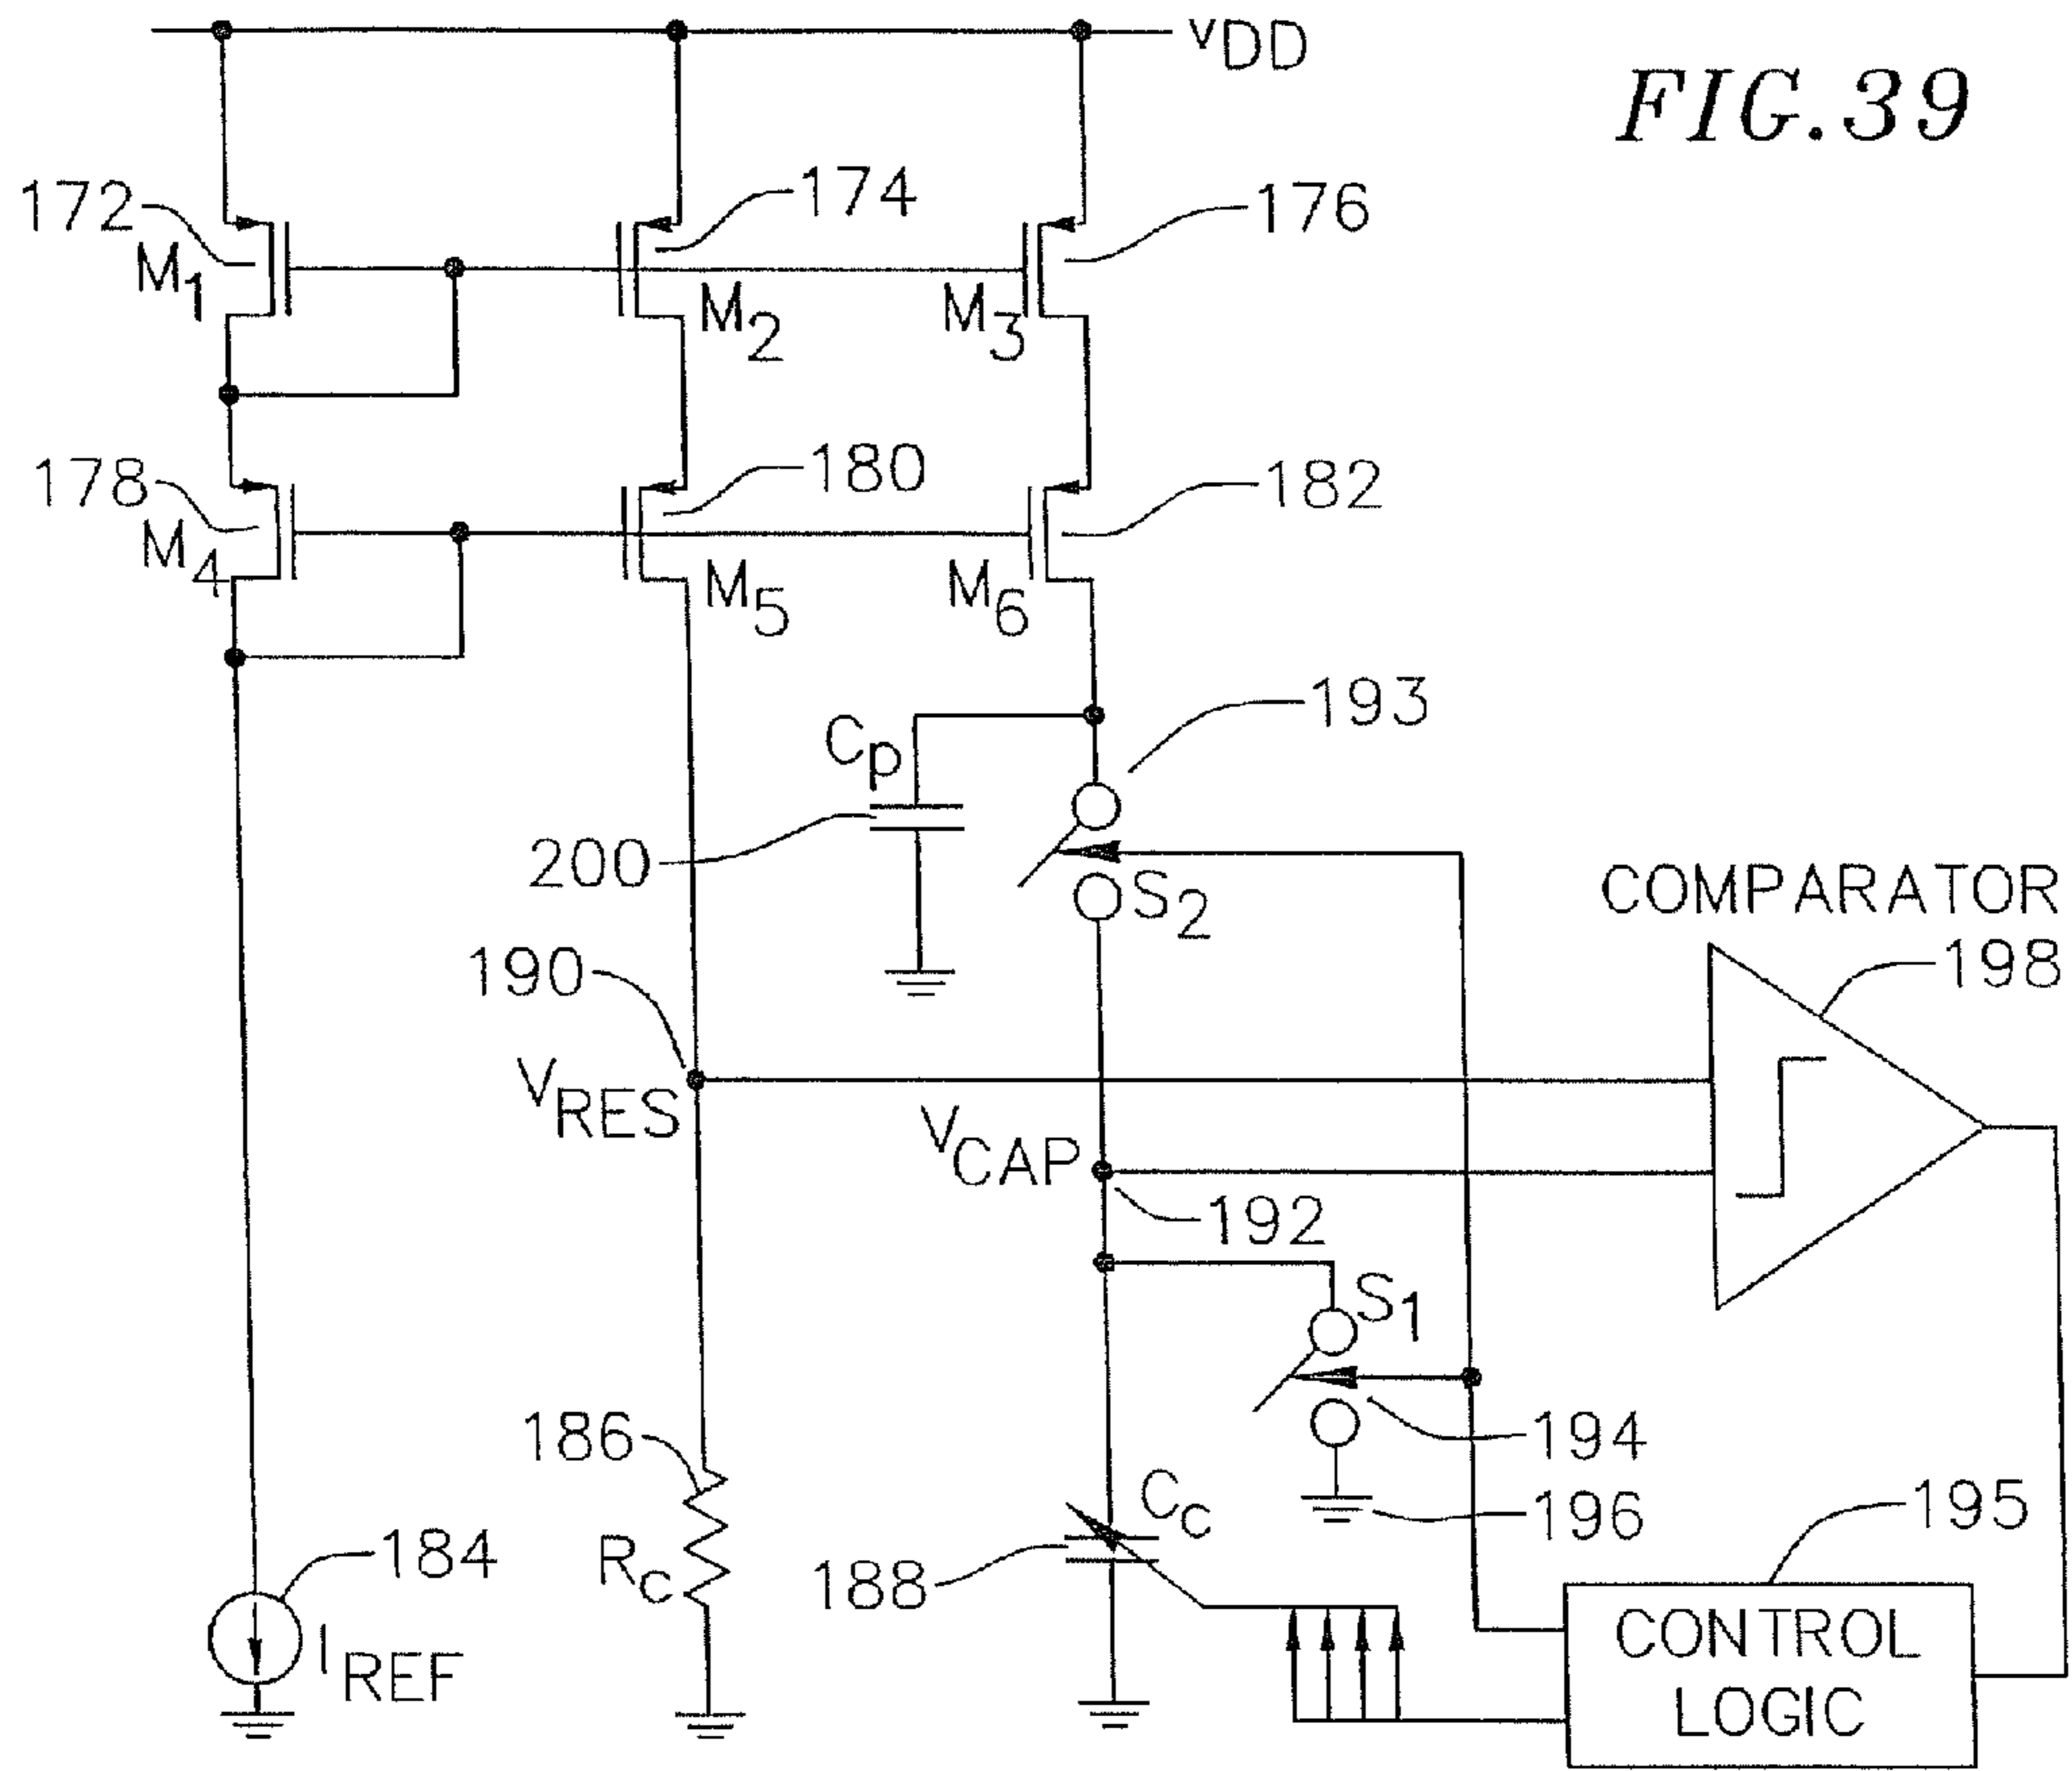 VDD
FIG.39
172
174
176
M1
M2
M3
178
180
182
M4
M5
M6
193
Cp
200
S2
COMPARATOR
198
190
VRES
VCAP
192
S1
186
194
Cc
196
195
184
RC
188
IREF
CONTROL
LOGIC